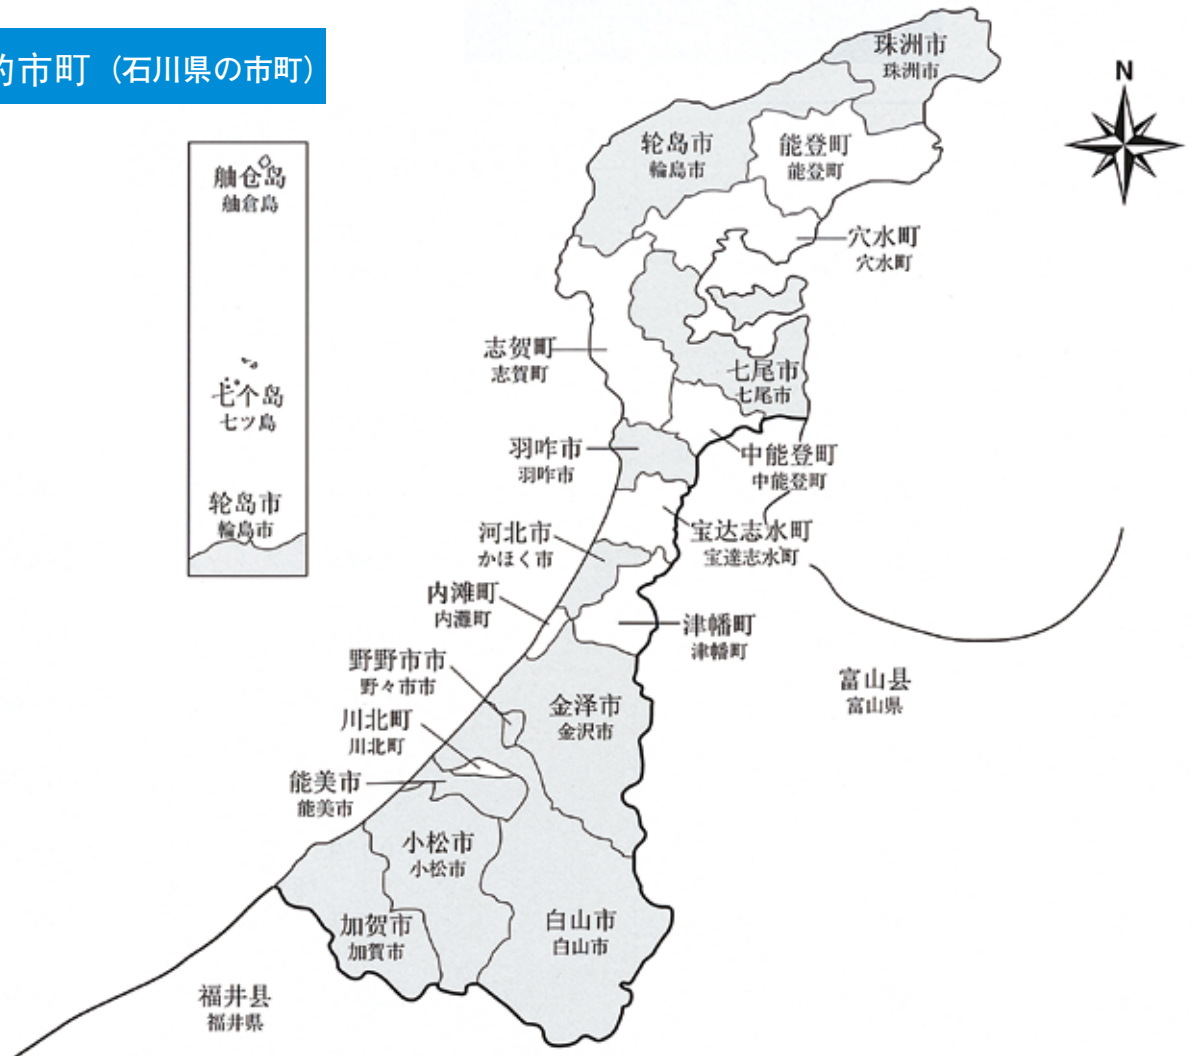 的市町（石川県の市町）
N
珠洲市
珠洲市
轮岛市
輪島市
能登町
能登町
舳仓岛
舳倉島
穴水町
穴水町
志贺町
志賀町
七尾市
七尾市
七个岛
七ツ島
羽咋市
羽咋市
中能登町
中能登町
轮岛市
輪島市
河北市
かほく市
宝达志水町
宝達志水町
内滩町
内灘町
津幡町
津幡町
野野市市
野々市市
金泽市
金沢市
富山县
富山県
川北町
川北町
能美市
能美市
小松市
小松市
加贺市
加賀市
白山市
白山市
福井县
福井県